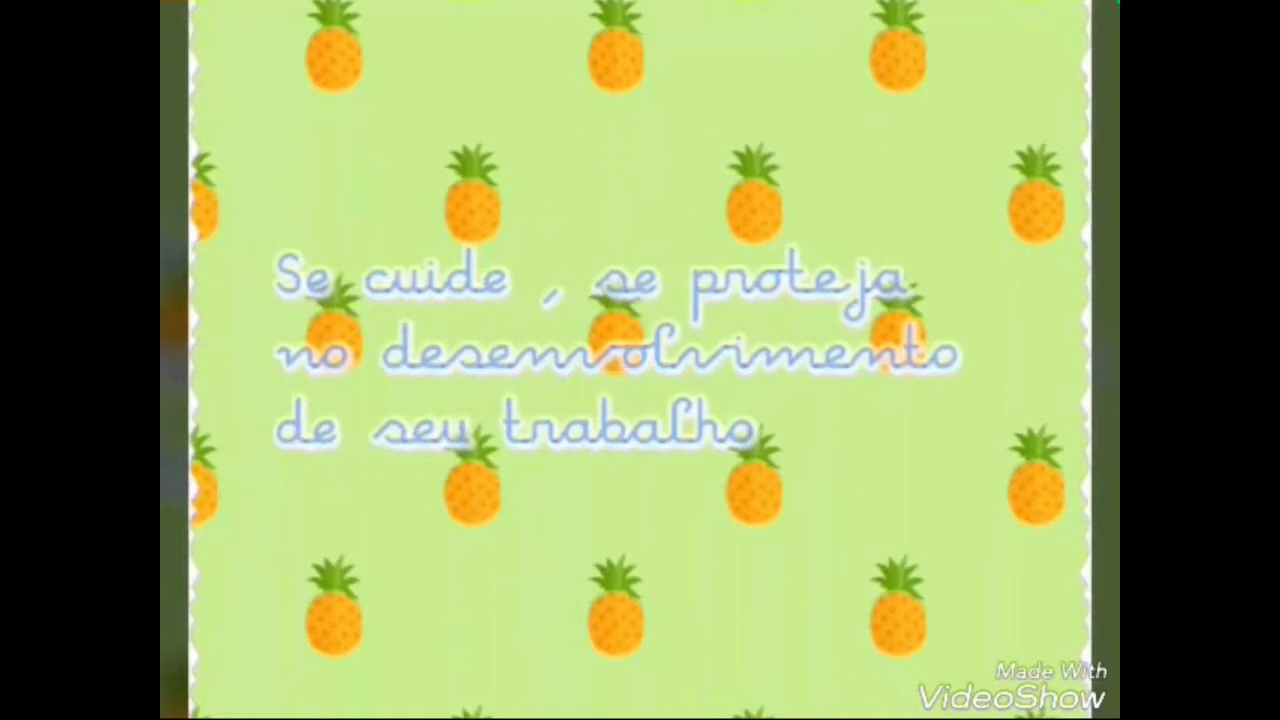 Se cuide , se proteja
no desenvolvimento
de seu trabalho
Made With
VideoShow